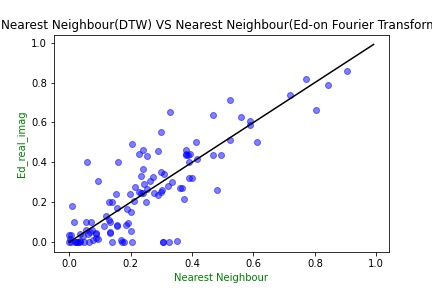 Nearest Neighbour(DTW) VS Nearest Neighbour(Ed-on Fourier Transform
1.0
0.8
0.6
0.4
0.2
0.0
Ed_real_imag
0.0 0.2 0.4 0.6 0.8 1.0
Nearest Neighbour